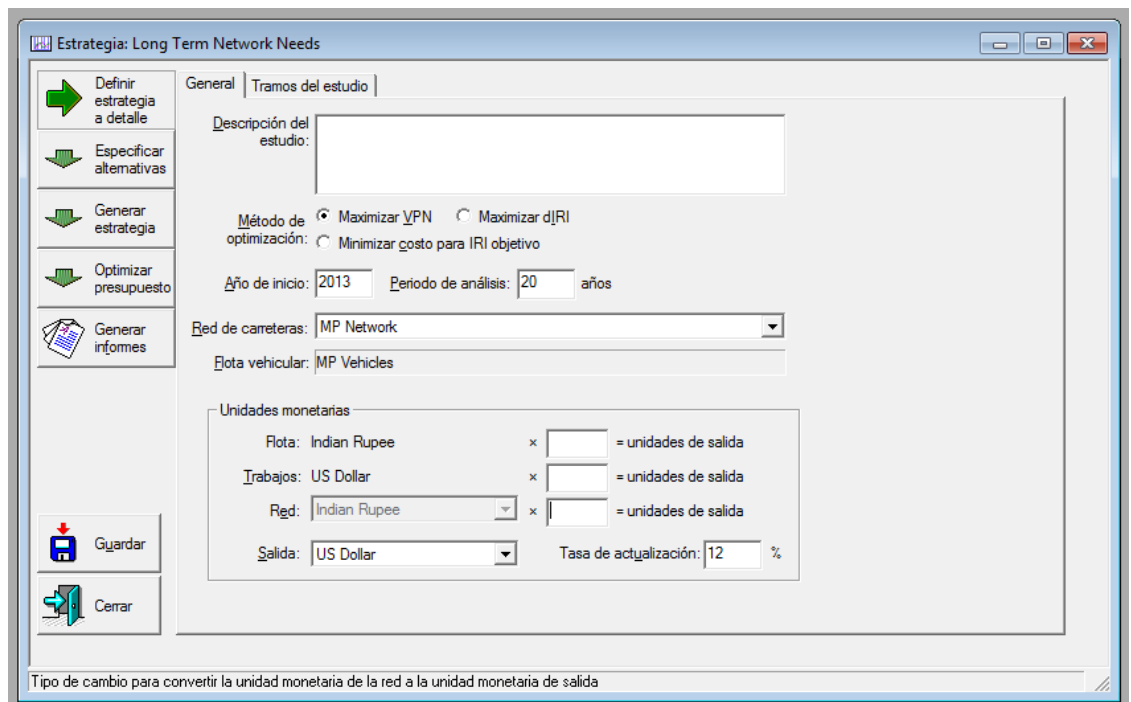 Estrategia: Long Term Network Needs
Definir
estrategia
a detalle
Especificar
alternativas
Generar
estrategia
Optimizar
presupuesto
Generar
informes
Guardar
Cerrar
General
Tramos del estudio
Descripción del
estudio:
Método de
optimización:
Maximizar VPN
Maximizar dIRI
Minimizar costo para IRI objetivo
Año de inicio: 2013
Periodo de análisis: 20 años
Red de carreteras: MP Network
Flota vehicular: MP Vehicles
Unidades monetarias
Flota: Indian Rupee × = unidades de salida
Trabajos: US Dollar × = unidades de salida
Red: Indian Rupee × = unidades de salida
Salida: US Dollar
Tasa de actualización: 12 %
Tipo de cambio para convertir la unidad monetaria de la red a la unidad monetaria de salida